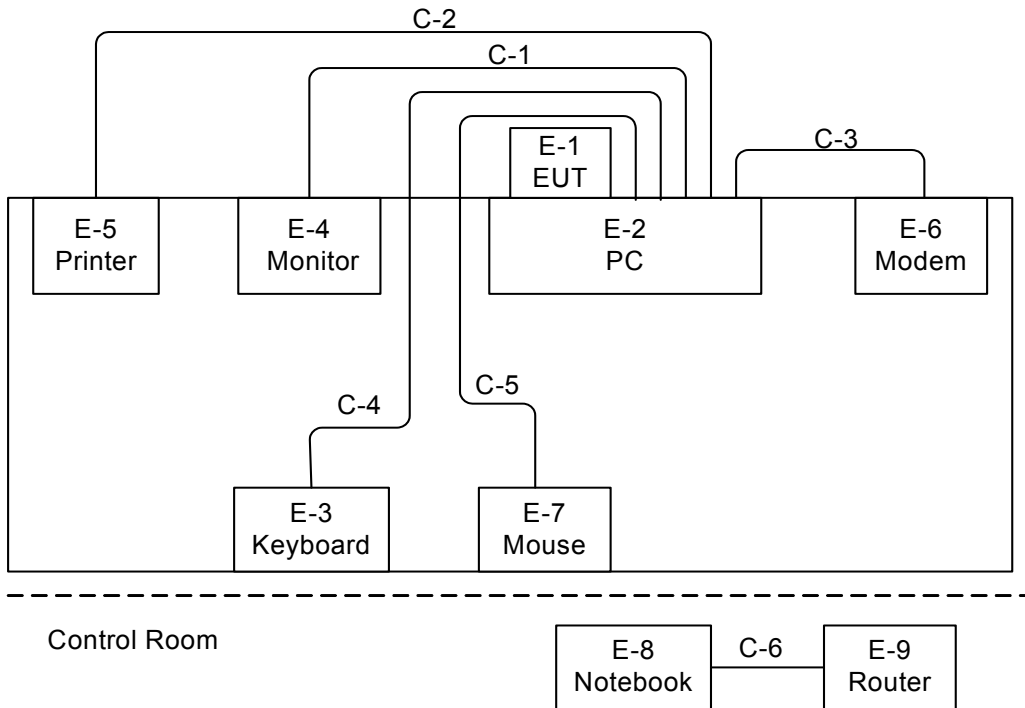 C-2
C-1
C-3
E-1
EUT
E-5
Printer
E-4
Monitor
E-2
PC
E-6
Modem
C-4
C-5
E-3
Keyboard
E-7
Mouse
Control Room
E-8
Notebook
C-6
E-9
Router